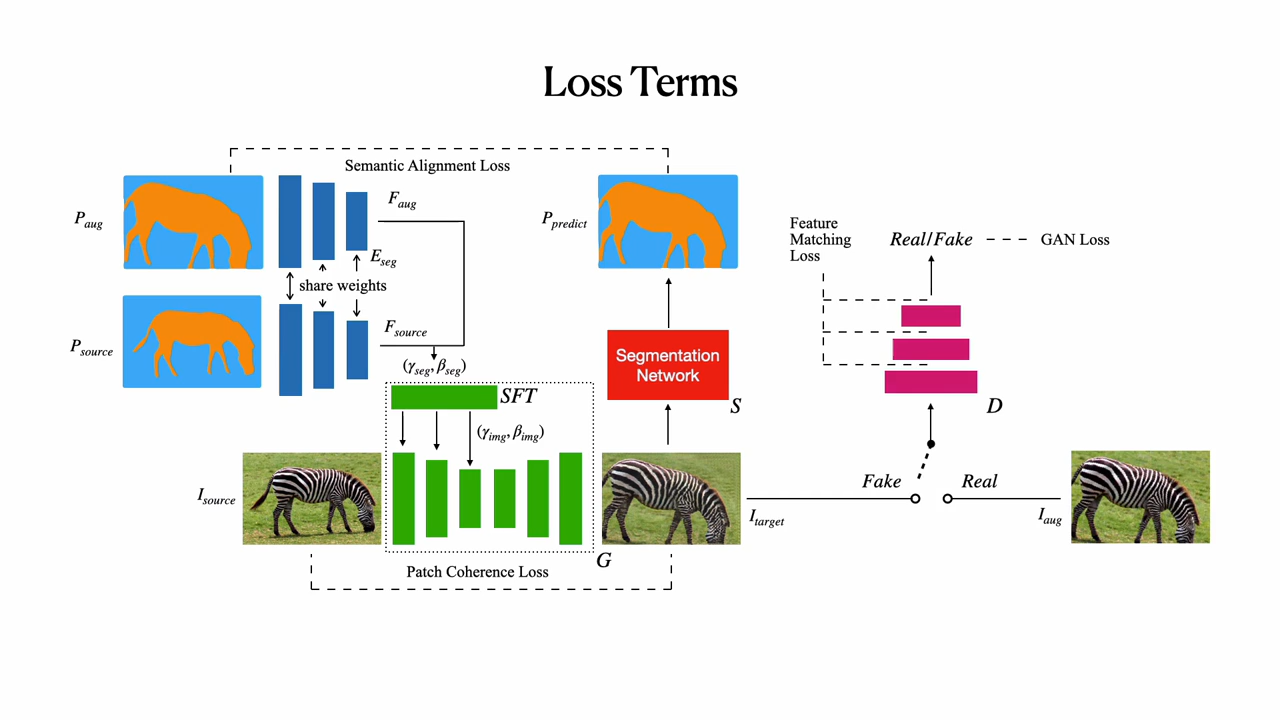 Loss Terms
Semantic Alignment Loss
P_aug
F_aug
E_seg
share weights
P_source
F_source
(γ_seg, β_seg)
SFT
(γ_img, β_img)
I_source
G
Patch Coherence Loss
P_predict
Segmentation
Network
S
I_target
Feature
Matching
Loss
Real/Fake
GAN Loss
D
Fake
Real
I_aug